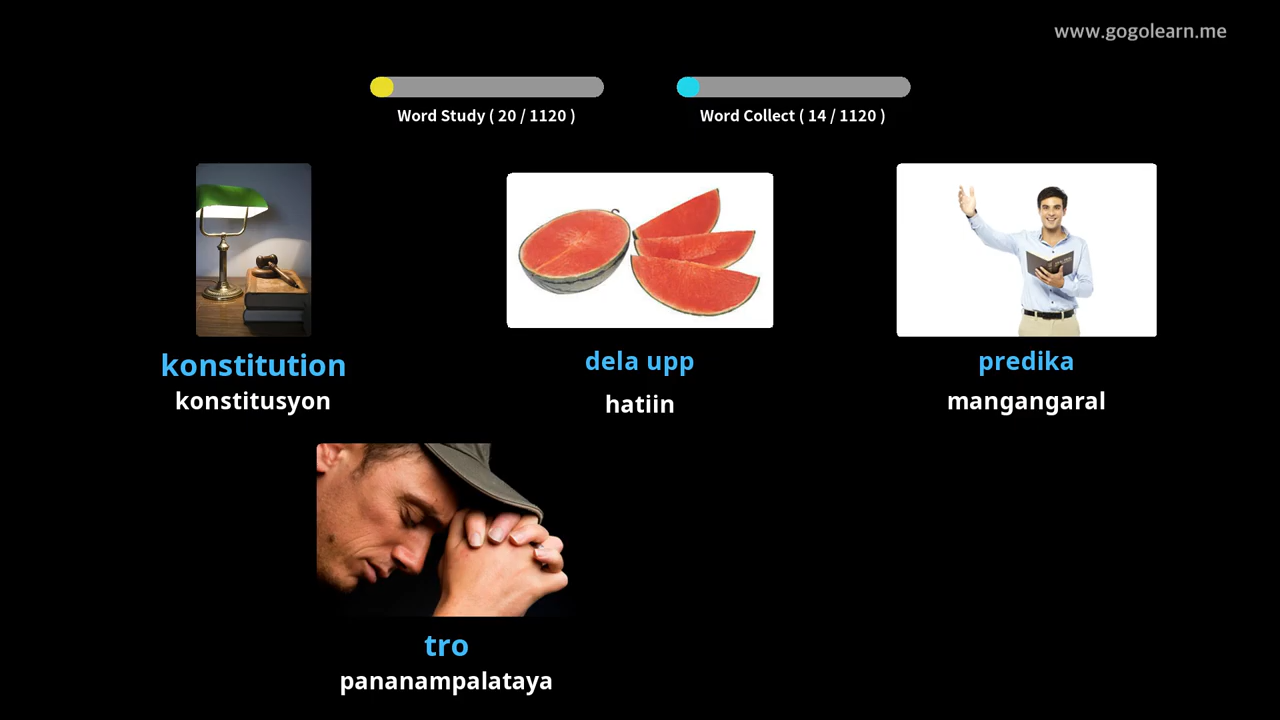 www.gogolearn.me
Word Study ( 20 / 1120 )
Word Collect ( 14 / 1120 )
konstitution
konstitusyon
dela upp
hatiin
predika
mangangaral
tro
pananampalataya